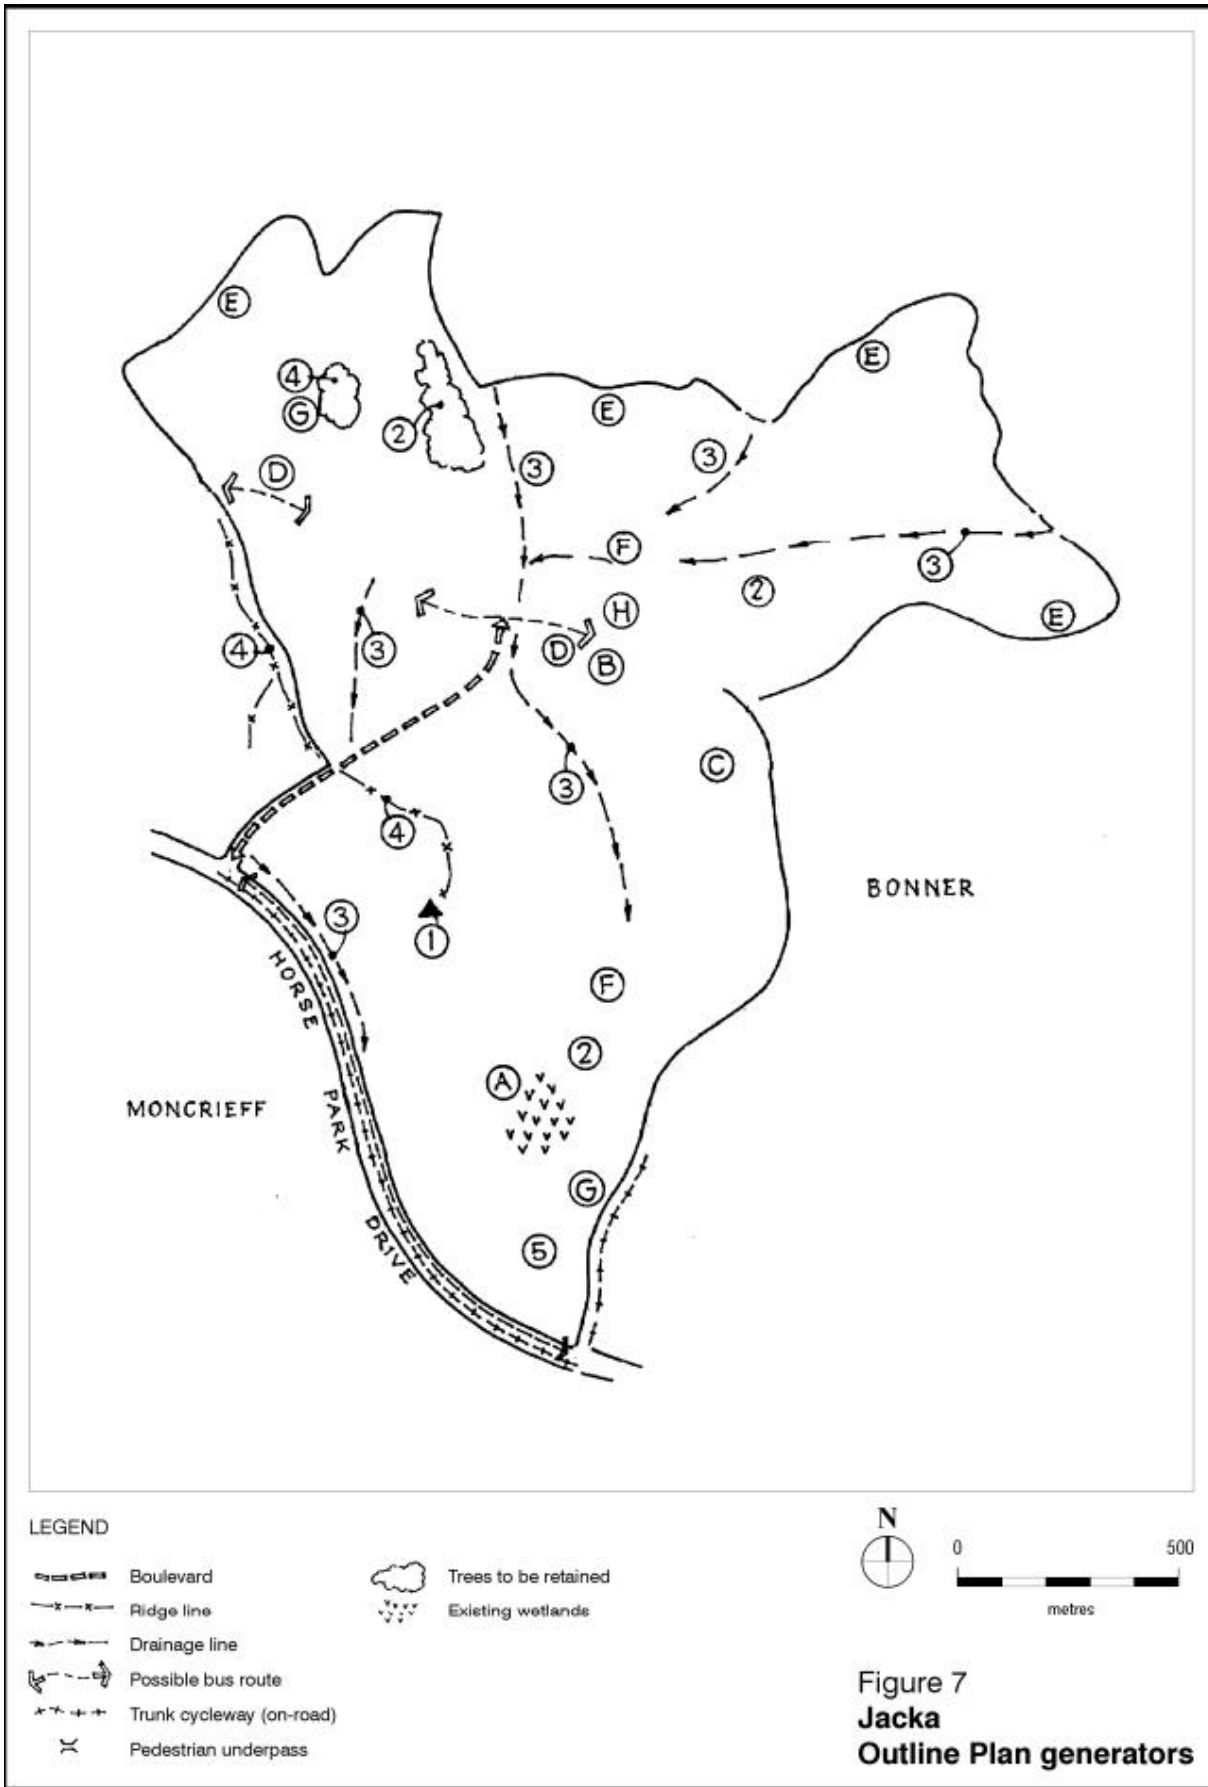 E
E
4
G
2
E
D
3
3
F
3
2
H
E
4
3
D
B
C
3
4
BONNER
3
1
HORSE
PARK
DRIVE
F
2
A
MONCRIEFF
G
5
LEGEND
Boulevard
Ridge line
Drainage line
Possible bus route
Trunk cycleway (on-road)
Pedestrian underpass
Trees to be retained
Existing wetlands
N
0 500
metres
Figure 7
Jacka
Outline Plan generators